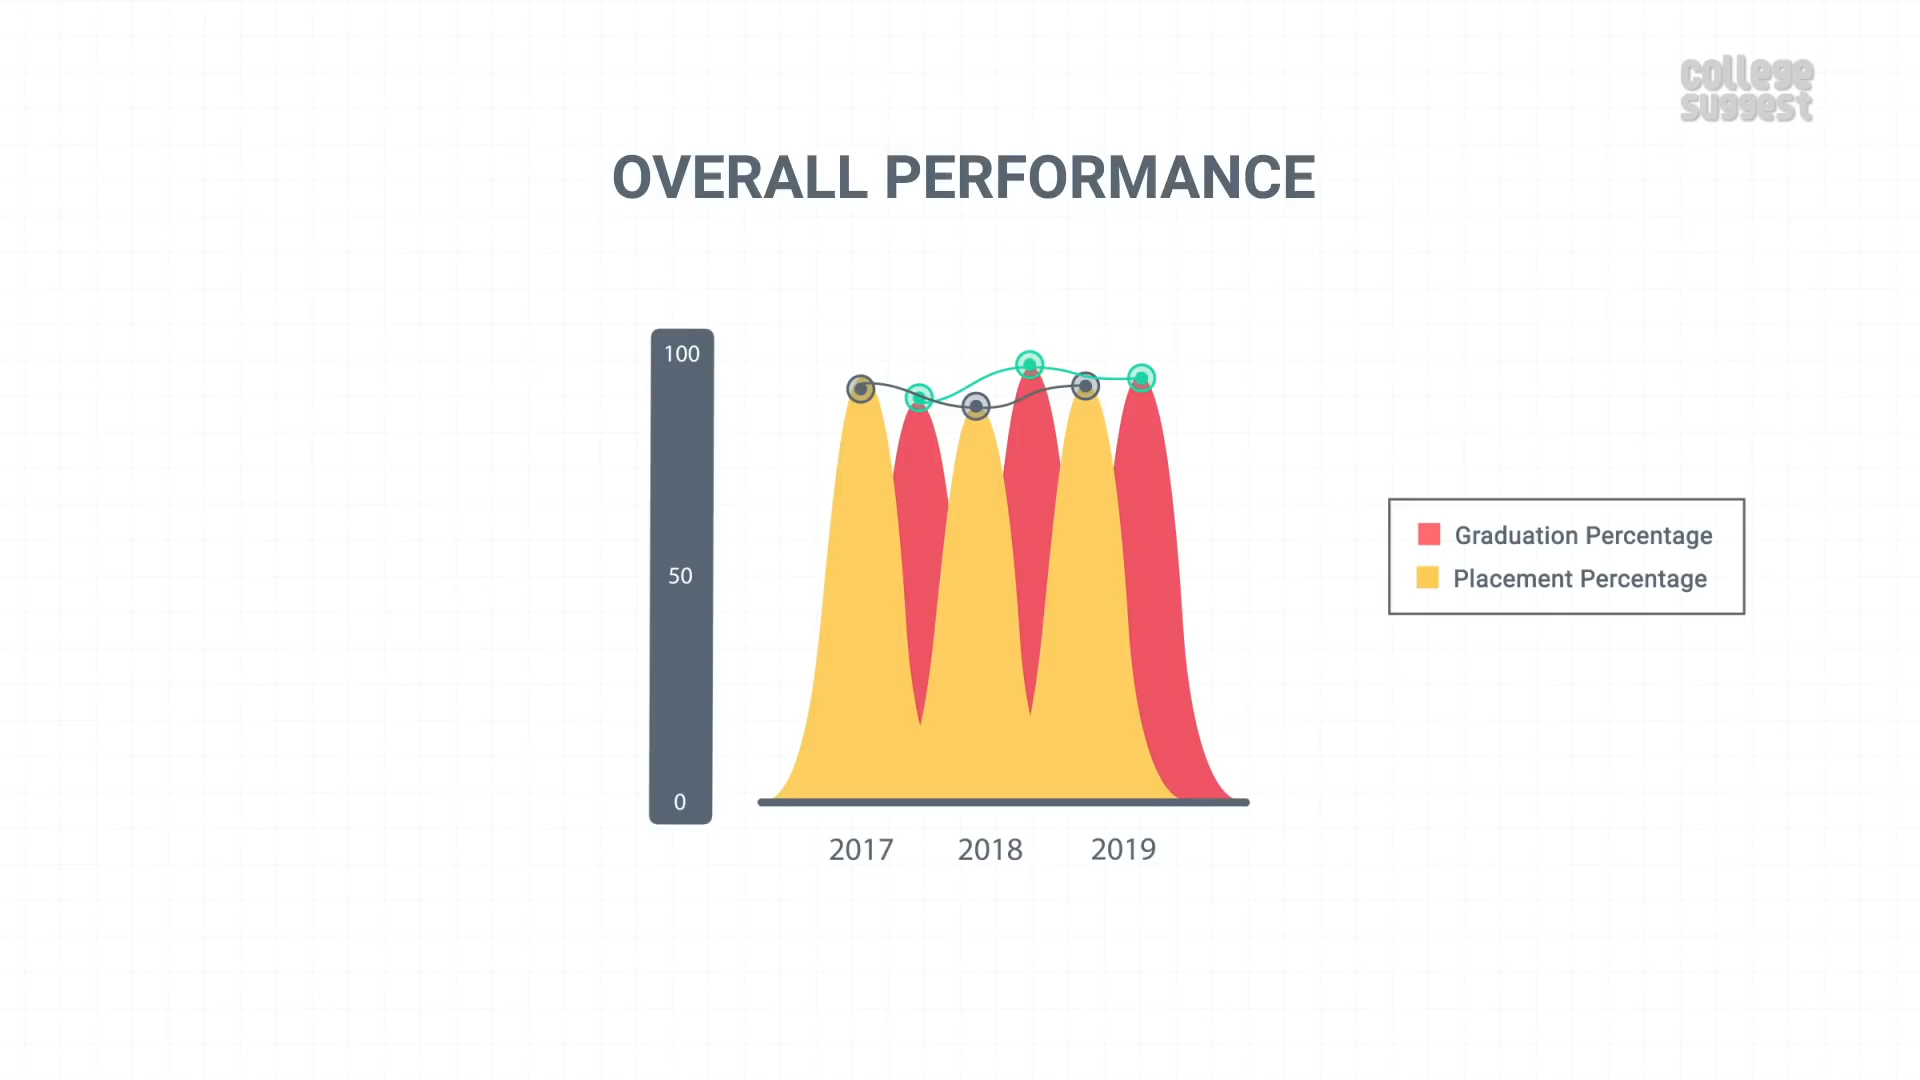 college
suggest
OVERALL PERFORMANCE
100
50
0
2017 2018 2019
Graduation Percentage
Placement Percentage